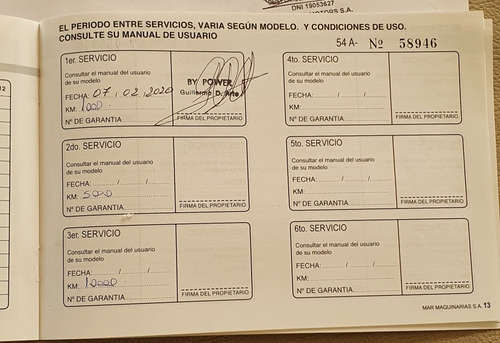 DNI 19053627
MOTORS S.A.
EL PERIODO ENTRE SERVICIOS, VARIA SEGÚN MODELO. Y CONDICIONES DE USO.
CONSULTE SU MANUAL DE USUARIO
54 A- Nº 58946
12
1er. SERVICIO
Consultar el manual del usuario
de su modelo
FECHA: 07 / 02 / 2020
KM: 1000
Nº DE GARANTIA
BY POWER
Guillermo D. Arte
FIRMA DEL PROPIETARIO
4to. SERVICIO
Consultar el manual del usuario
de su modelo
FECHA: / /
KM:
Nº DE GARANTIA
FIRMA DEL PROPIETARIO
2do. SERVICIO
Consultar el manual del usuario
de su modelo
FECHA: / /
KM: 5000
Nº DE GARANTIA
FIRMA DEL PROPIETARIO
5to. SERVICIO
Consultar el manual del usuario
de su modelo
FECHA: / /
KM:
Nº DE GARANTIA
FIRMA DEL PROPIETARIO
3er. SERVICIO
Consultar el manual del usuario
de su modelo
FECHA: / /
KM: 10000
Nº DE GARANTIA
FIRMA DEL PROPIETARIO
6to. SERVICIO
Consultar el manual del usuario
de su modelo
FECHA: / /
KM:
Nº DE GARANTIA
FIRMA DEL PROPIETARIO
MAR MAQUINARIAS S.A. 13